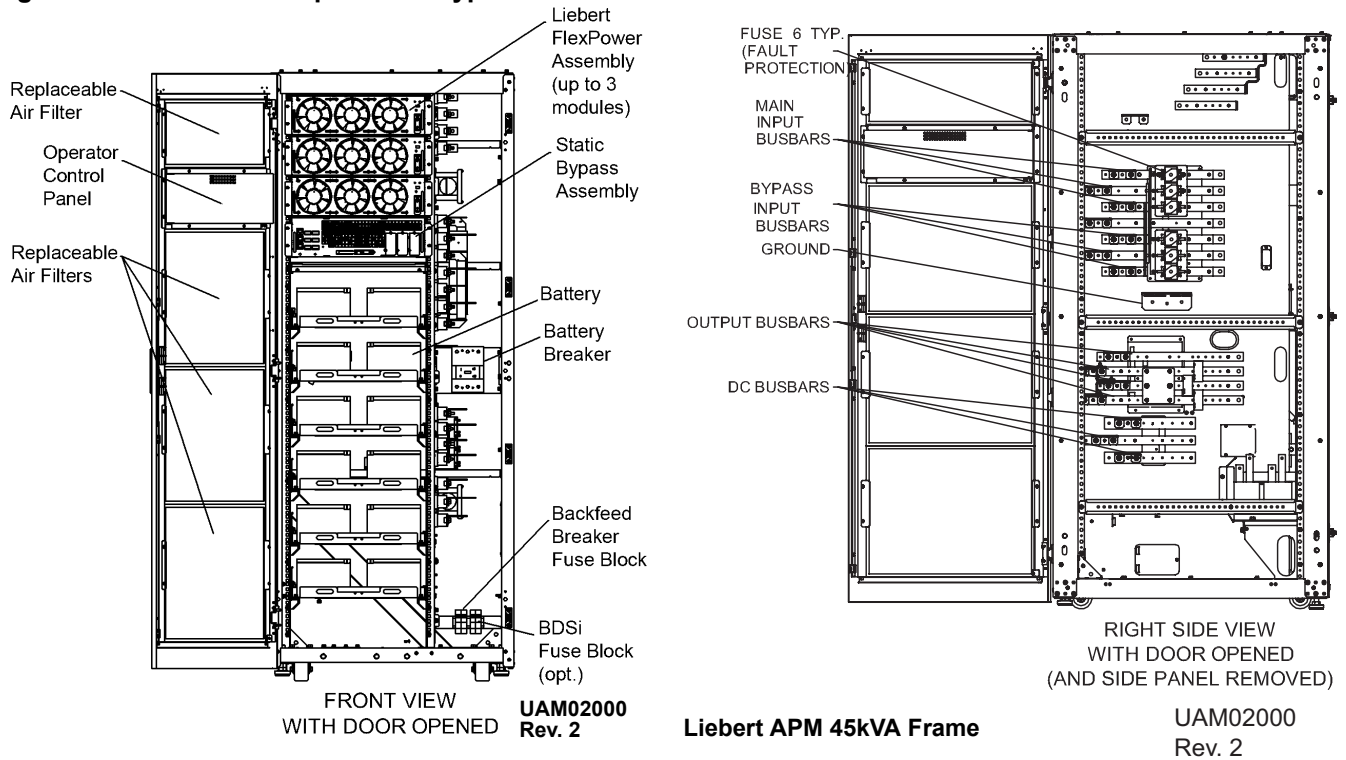 Liebert
FlexPower
Assembly
(up to 3
modules)
Replaceable
Air Filter
Operator
Control
Panel
Static
Bypass
Assembly
Replaceable
Air Filters
Battery
Battery
Breaker
Backfeed
Breaker
Fuse Block
BDSi
Fuse Block
(opt.)
FRONT VIEW
WITH DOOR OPENED
UAM02000
Rev. 2
FUSE 6 TYP.
(FAULT
PROTECTION)
MAIN
INPUT
BUSBARS
BYPASS
INPUT
BUSBARS
GROUND
OUTPUT BUSBARS
DC BUSBARS
RIGHT SIDE VIEW
WITH DOOR OPENED
(AND SIDE PANEL REMOVED)
Liebert APM 45kVA Frame
UAM02000
Rev. 2